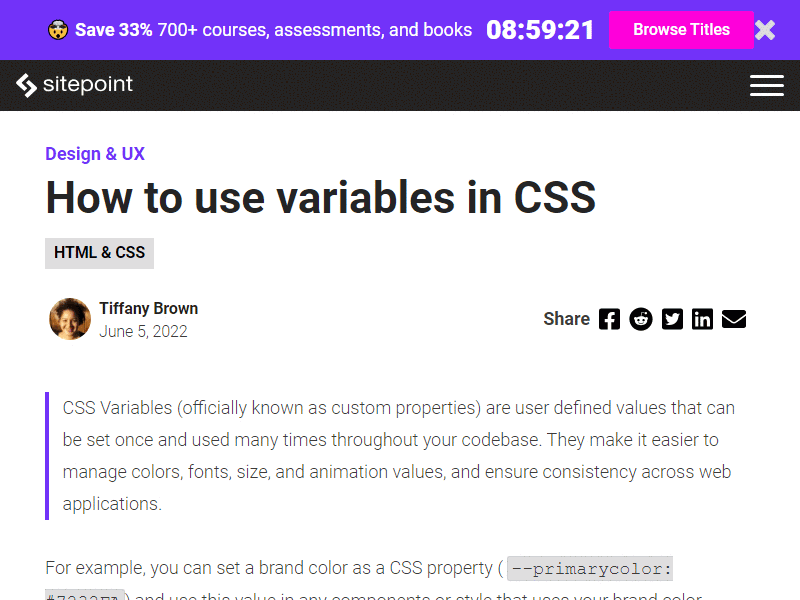 Save 33% 700+ courses, assessments, and books 08:59:21 Browse Titles
sitepoint
Design & UX
How to use variables in CSS
HTML & CSS
Tiffany Brown
June 5, 2022
Share
CSS Variables (officially known as custom properties) are user defined values that can
be set once and used many times throughout your codebase. They make it easier to
manage colors, fonts, size, and animation values, and ensure consistency across web
applications.
For example, you can set a brand color as a CSS property ( --primarycolor:
) and use this value in any components or style that uses your brand color